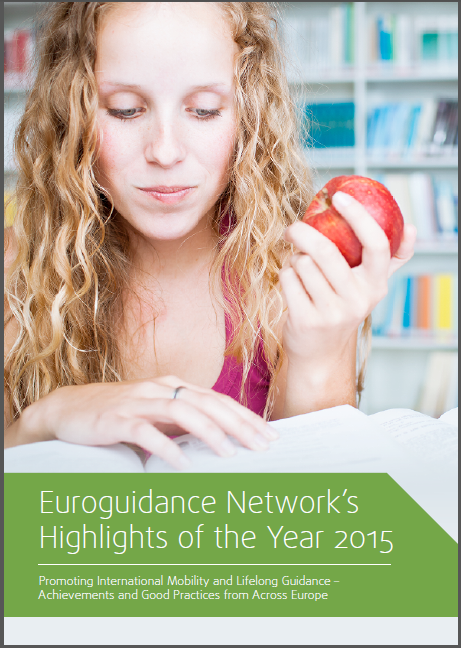 Euroguidance Network's
Highlights of the Year 2015
Promoting International Mobility and Lifelong Guidance –
Achievements and Good Practices from Across Europe